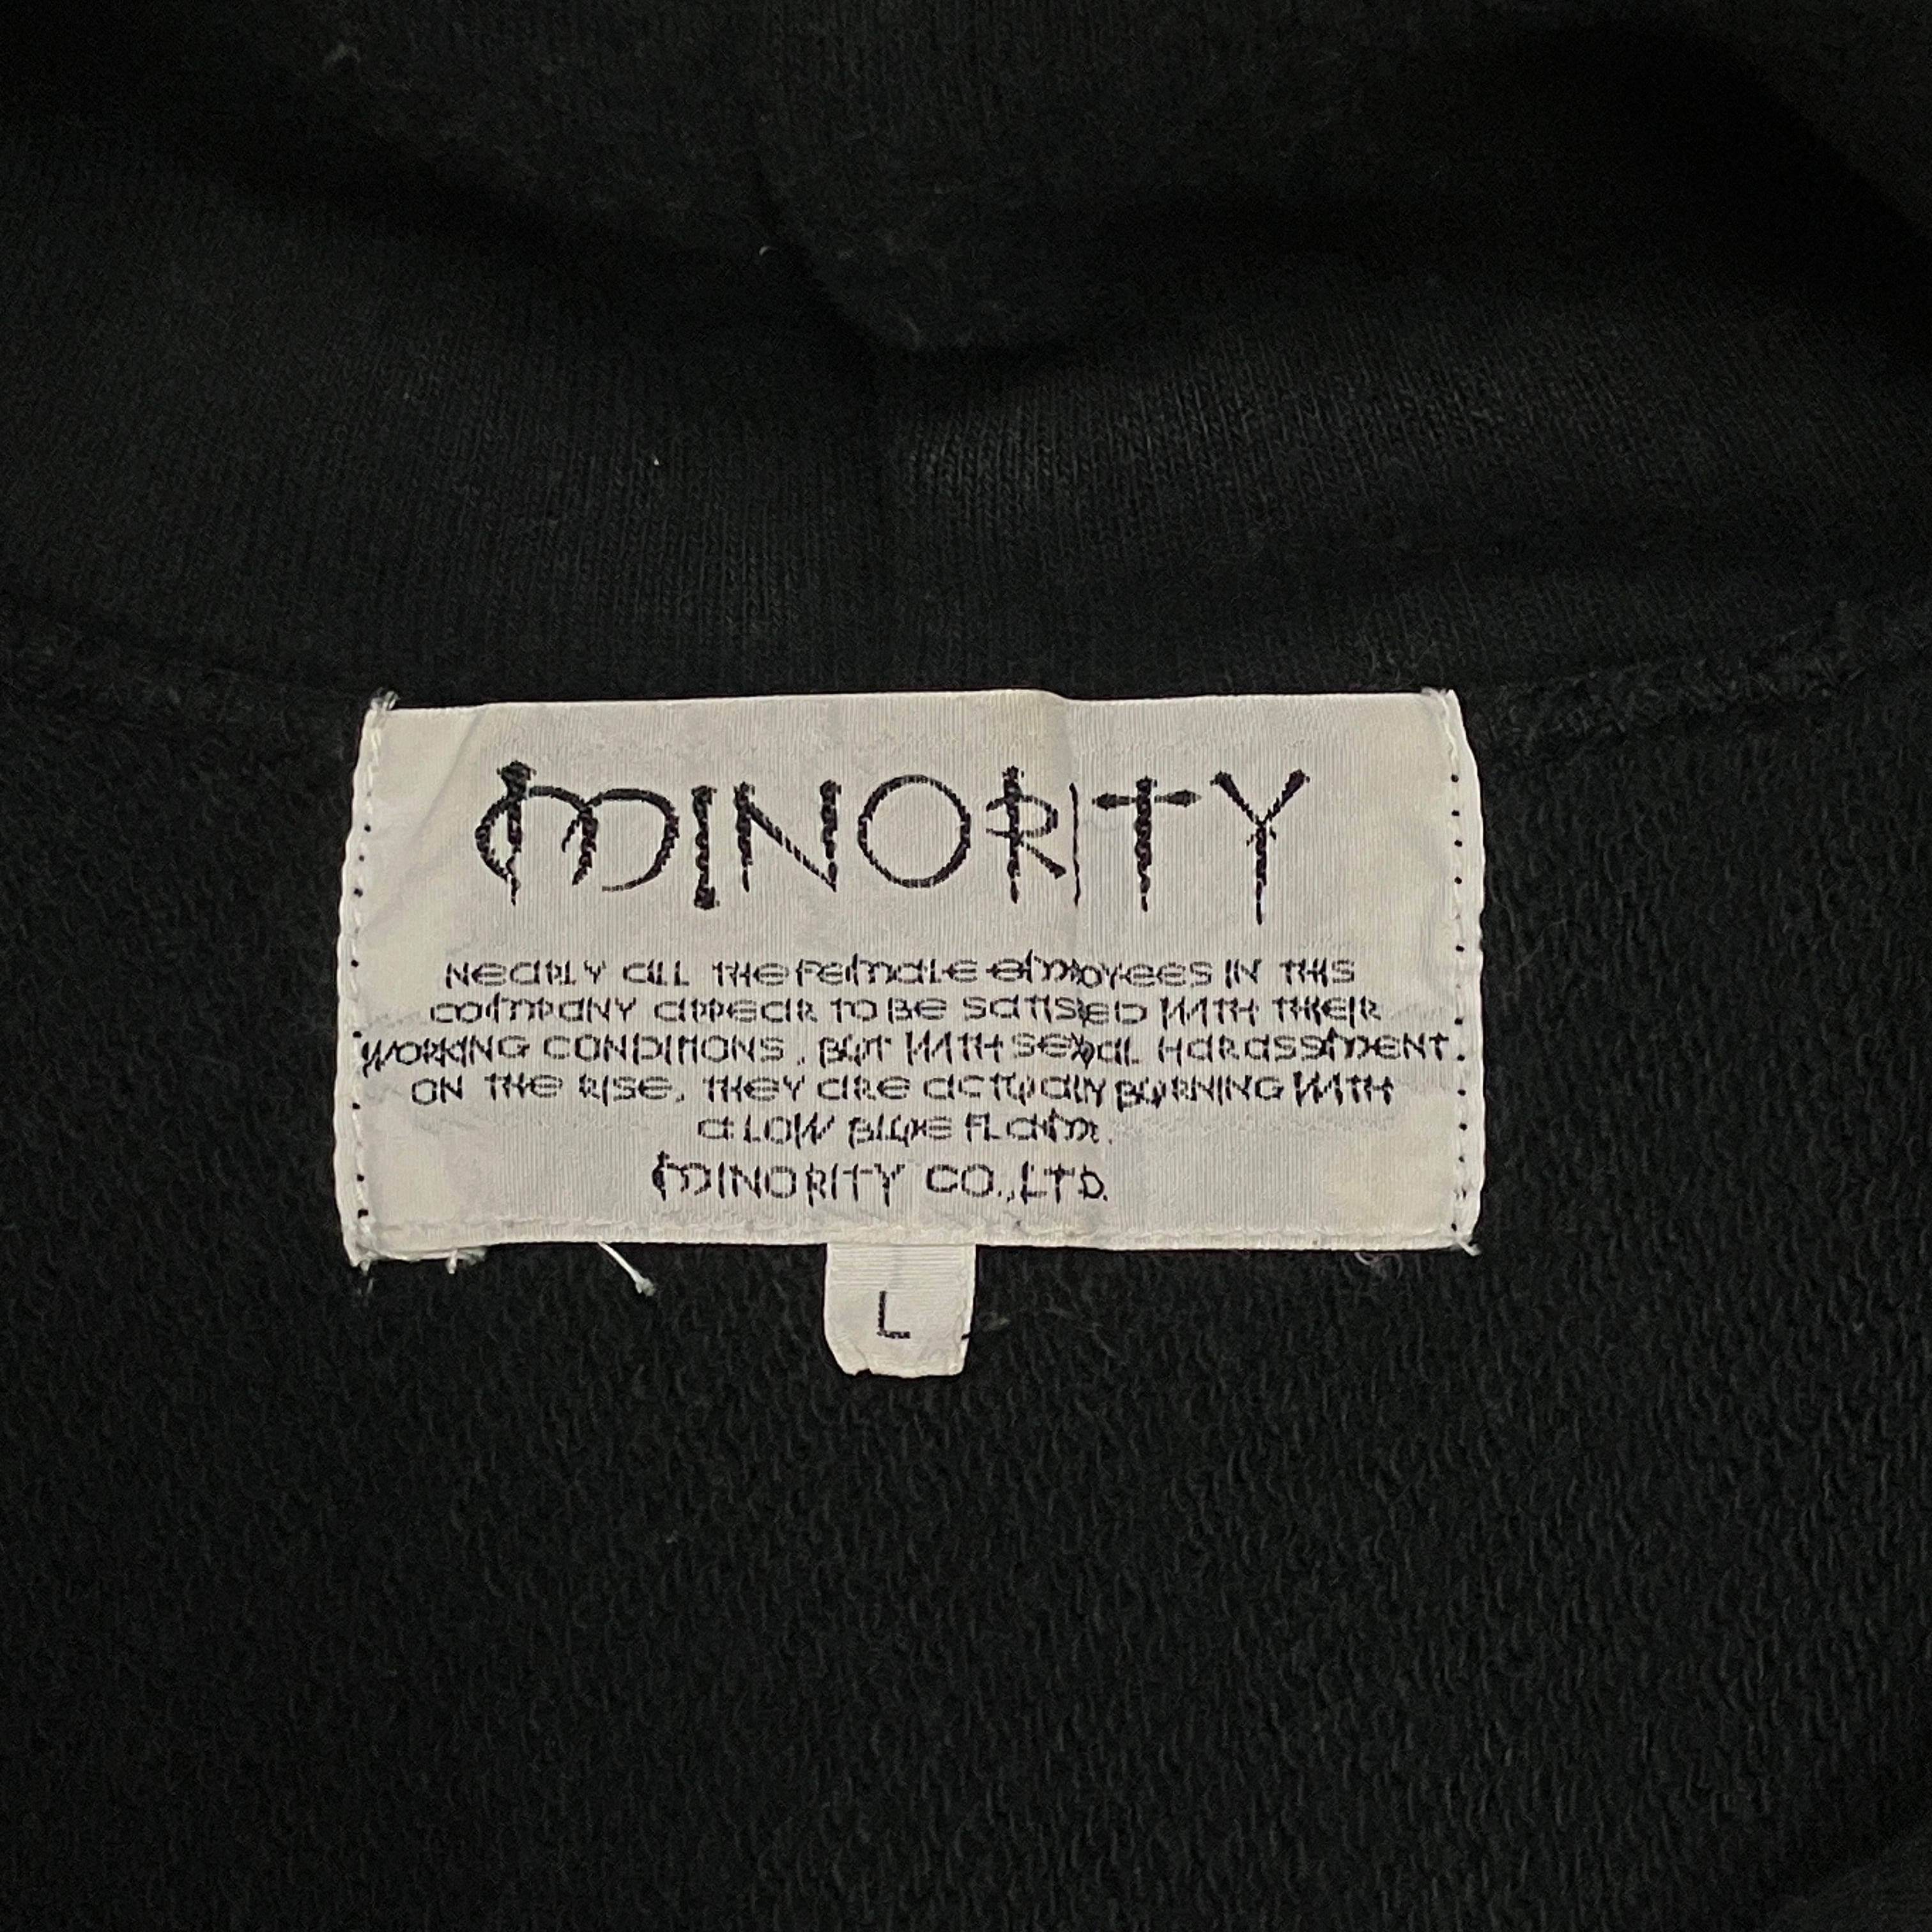 MINORITY
NEARLY ALL THE FEMALE EMPLOYEES IN THIS
COMPANY APPEAR TO BE SATISFIED WITH THEIR
WORKING CONDITIONS, BUT WITH SEXUAL HARASSMENT
ON THE RISE, THEY ARE ACTUALLY BURNING WITH
A LOW BLUE FLAM.
MINORITY CO.,LTD.
L